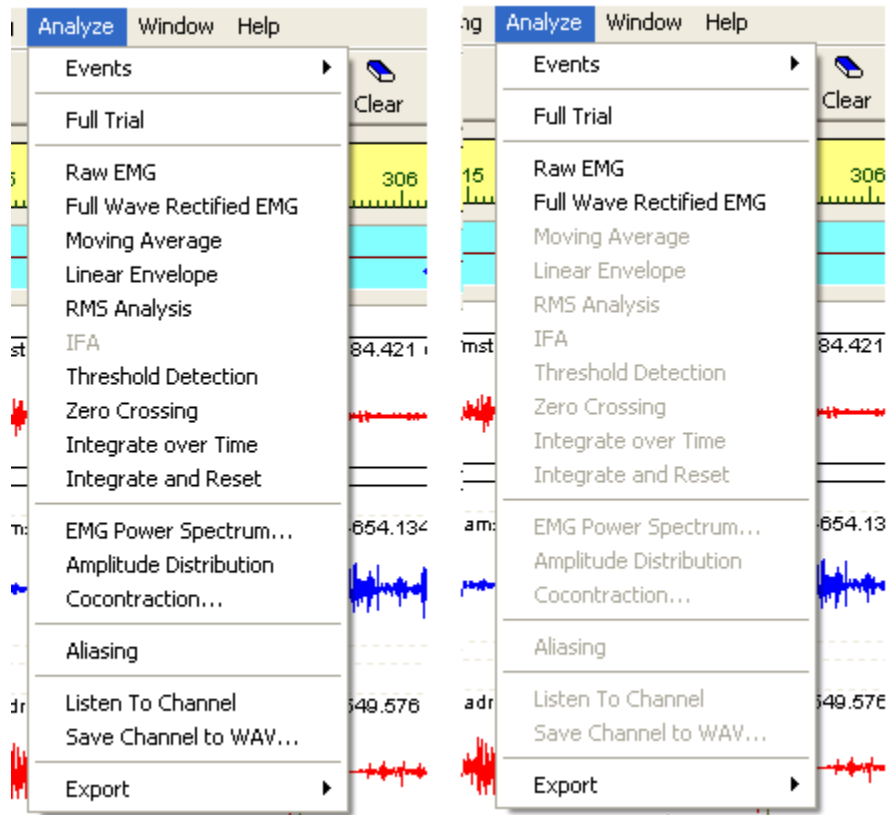 Analyze Window Help
Events
Clear
Full Trial
306
Raw EMG
Full Wave Rectified EMG
Moving Average
Linear Envelope
RMS Analysis
IFA
84.421
Threshold Detection
Zero Crossing
Integrate over Time
Integrate and Reset
EMG Power Spectrum...
-654.134
Amplitude Distribution
Cocontraction...
Aliasing
Listen To Channel
549.576
Save Channel to WAV...
Export
Analyze Window Help
Events
Clear
Full Trial
15
306
Raw EMG
Full Wave Rectified EMG
Moving Average
Linear Envelope
RMS Analysis
IFA
84.421
Threshold Detection
Zero Crossing
Integrate over Time
Integrate and Reset
EMG Power Spectrum...
-654.13
Amplitude Distribution
Cocontraction...
Aliasing
Listen To Channel
549.576
Save Channel to WAV...
Export